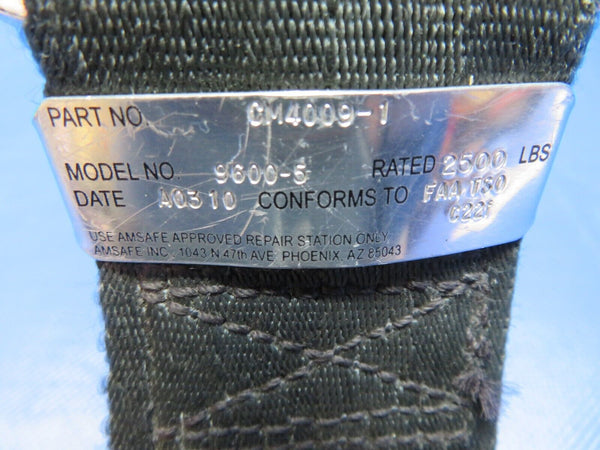 PART NO. CM4009-1
MODEL NO. 9600-5 RATED 2500 LBS
DATE A0310 CONFORMS TO FAA TSO
C22f
USE AMSAFE APPROVED REPAIR STATION ONLY
AMSAFE INC., 1043 N 47th AVE. PHOENIX, AZ 85043